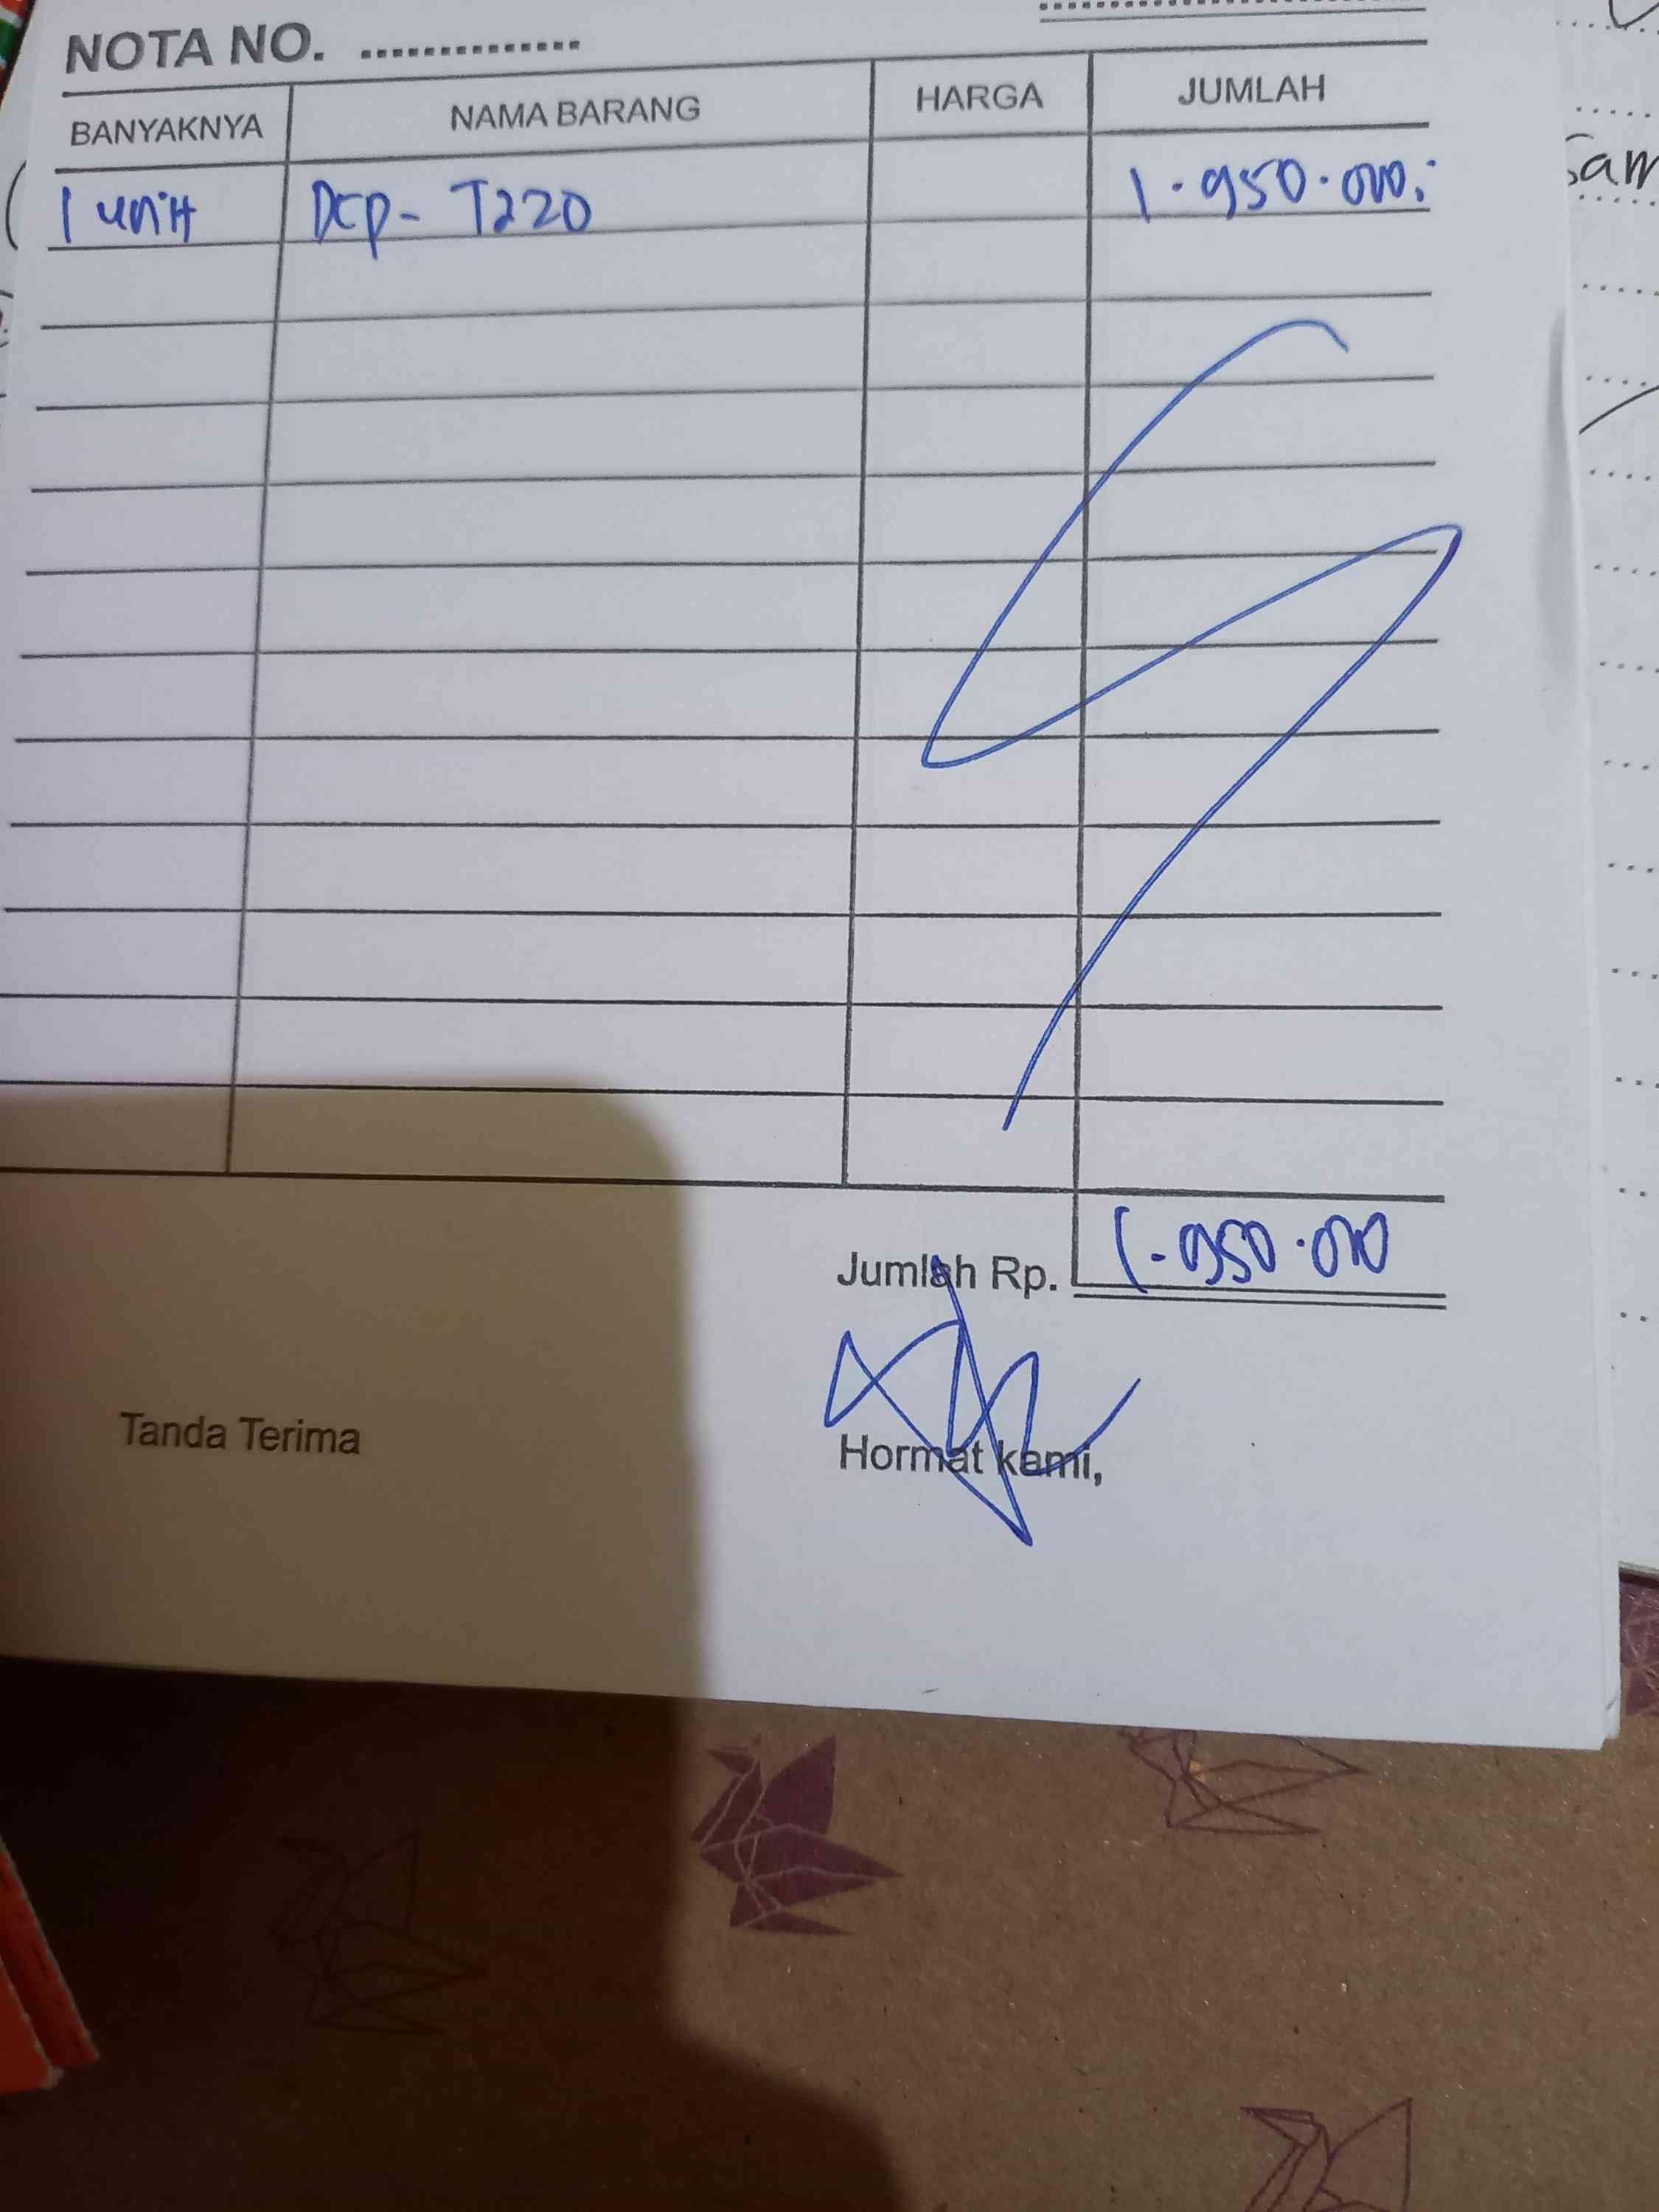 NOTA NO. ..............
BANYAKNYA NAMA BARANG HARGA JUMLAH
1 unit DCP- T220 1.950.000.-
Jumlah Rp. 1.950.000
Tanda Terima Hormat kami,